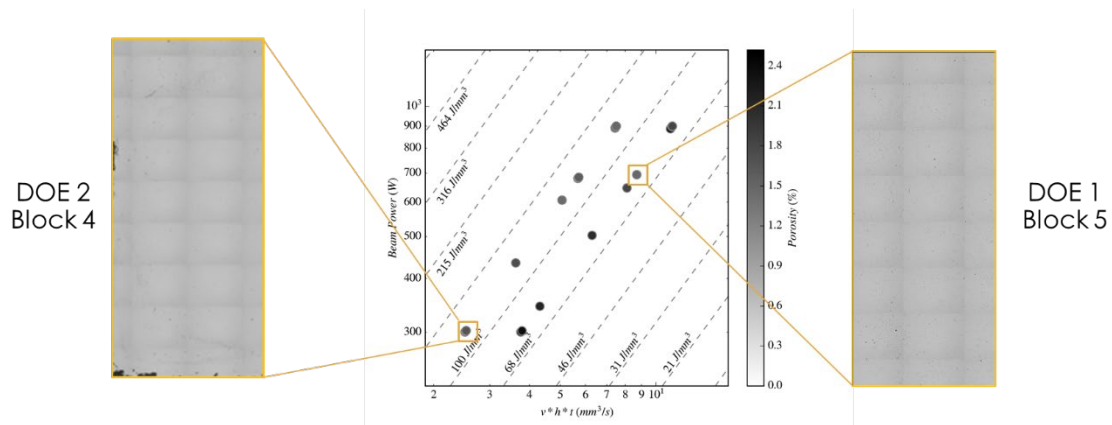 DOE 2
Block 4
Beam Power (W)
10³
900
800
700
600
500
400
300
464 J/mm³
316 J/mm³
215 J/mm³
100 J/mm³
68 J/mm³
46 J/mm³
31 J/mm³
21 J/mm³
2
3
4
5
6
7
8
9
10¹
v * h * t (mm³/s)
2.4
2.1
1.8
1.5
1.2
0.9
0.6
0.3
0.0
Porosity (%)
DOE 1
Block 5